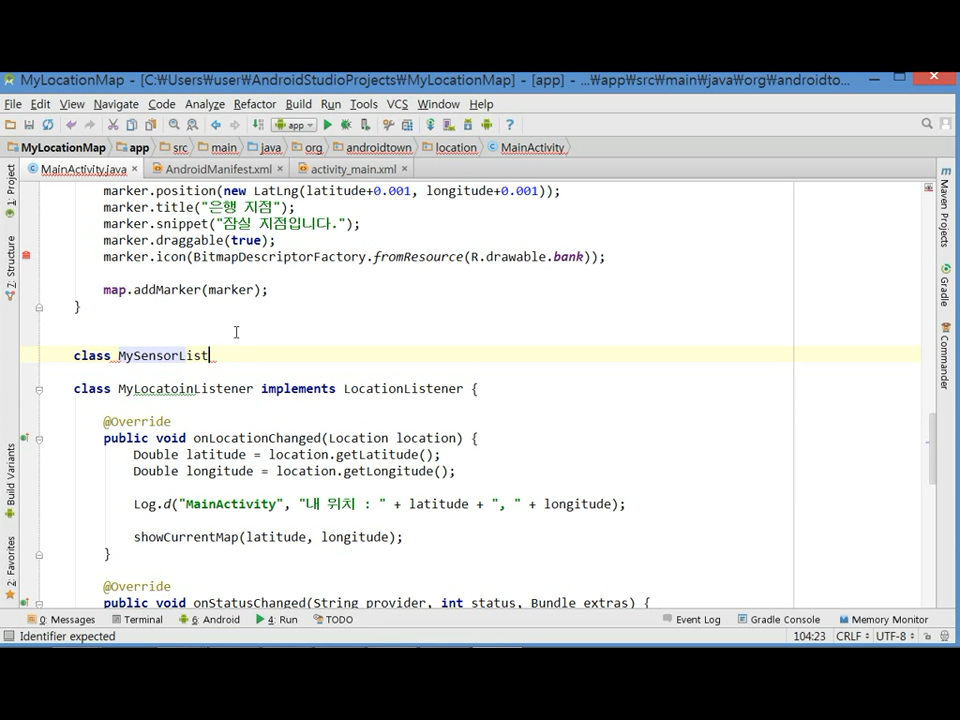 MyLocationMap - [C:₩Users₩user₩AndroidStudioProjects₩MyLocationMap] - [app] - ...₩app₩src₩main₩java₩org₩androidto...
File Edit View Navigate Code Analyze Refactor Build Run Tools VCS Window Help
app
MyLocationMap app src main java org androidtown location MainActivity
MainActivity.java AndroidManifest.xml activity_main.xml
marker.position(new LatLng(latitude+0.001, longitude+0.001));
marker.title("은행 지점");
marker.snippet("잠실 지점입니다.");
marker.draggable(true);
marker.icon(BitmapDescriptorFactory.fromResource(R.drawable.bank));
map.addMarker(marker);
}
class MySensorList
class MyLocatoinListener implements LocationListener {
@Override
public void onLocationChanged(Location location) {
Double latitude = location.getLatitude();
Double longitude = location.getLongitude();
Log.d("MainActivity", "내 위치 : " + latitude + ", " + longitude);
showCurrentMap(latitude, longitude);
}
@Override
public void onStatusChanged(String provider, int status, Bundle extras) {
1: Project
7: Structure
Build Variants
2: Favorites
Maven Projects
Gradle
Commander
0: Messages Terminal 6: Android 4: Run TODO Event Log Gradle Console Memory Monitor
Identifier expected 104:23 CRLF UTF-8